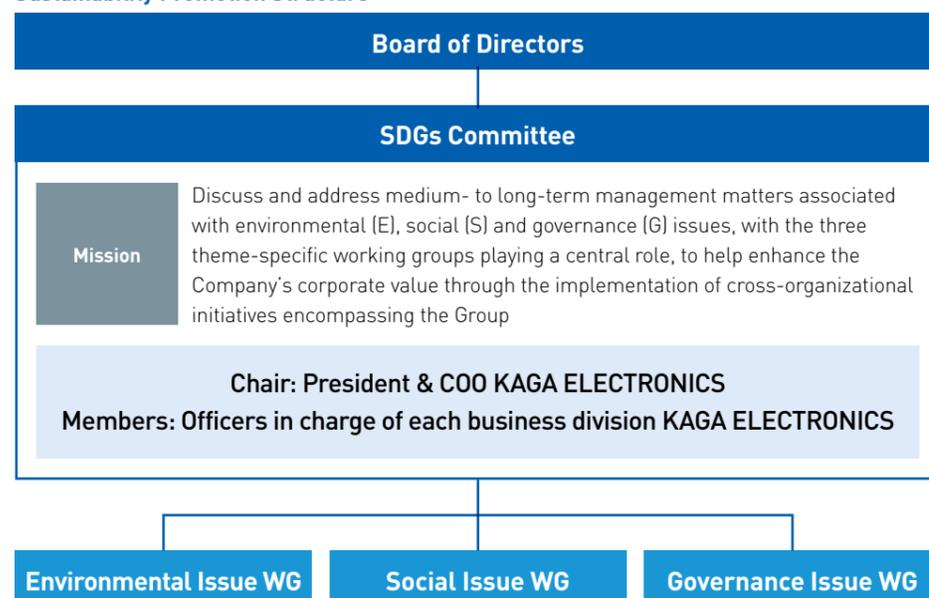 Board of Directors
SDGs Committee
Mission
Discuss and address medium- to long-term management matters associated
with environmental (E), social (S) and governance (G) issues, with the three
theme-specific working groups playing a central role, to help enhance the
Company's corporate value through the implementation of cross-organizational
initiatives encompassing the Group
Chair: President & COO KAGA ELECTRONICS
Members: Officers in charge of each business division KAGA ELECTRONICS
Environmental Issue WG
Social Issue WG
Governance Issue WG